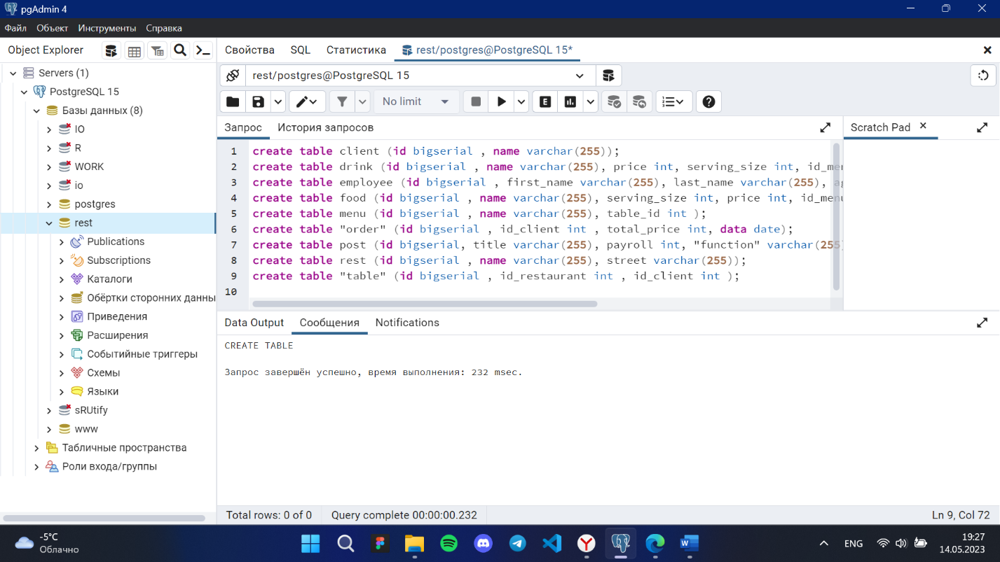 pgAdmin 4
Файл Объект Инструменты Справка
Object Explorer
Свойства SQL Статистика rest/postgres@PostgreSQL 15*
Servers (1)
PostgreSQL 15
Базы данных (8)
IO
R
WORK
io
postgres
rest
Publications
Subscriptions
Каталоги
Обёртки сторонних данны
Приведения
Расширения
Событийные триггеры
Схемы
Языки
sRUtify
www
Табличные пространства
Роли входа/группы
rest/postgres@PostgreSQL 15
No limit
E
Запрос История запросов
Scratch Pad
1 create table client (id bigserial , name varchar(255));
2 create table drink (id bigserial , name varchar(255), price int, serving_size int, id_me
3 create table employee (id bigserial , first_name varchar(255), last_name varchar(255), ag
4 create table food (id bigserial , name varchar(255), serving_size int, price int, id_menu
5 create table menu (id bigserial , name varchar(255), table_id int );
6 create table "order" (id bigserial , id_client int , total_price int, data date);
7 create table post (id bigserial, title varchar(255), payroll int, "function" varchar(255
8 create table rest (id bigserial , name varchar(255), street varchar(255));
9 create table "table" (id bigserial , id_restaurant int , id_client int );
10
Data Output Сообщения Notifications
CREATE TABLE
Запрос завершён успешно, время выполнения: 232 msec.
Total rows: 0 of 0 Query complete 00:00:00.232 Ln 9, Col 72
-5°C
Облачно
ENG
19:27
14.05.2023